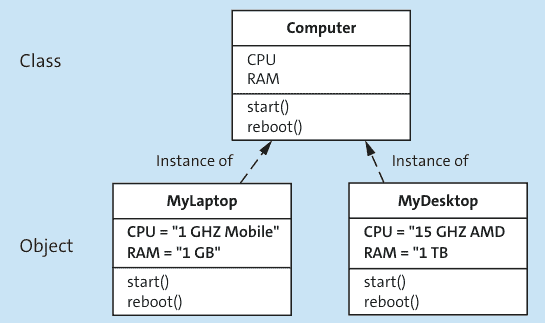 Computer
Class
CPU
RAM
start()
reboot()
Instance of
Instance of
MyLaptop
MyDesktop
CPU = "1 GHZ Mobile"
RAM = "1 GB"
CPU = "15 GHZ AMD
RAM = "1 TB
Object
start()
reboot()
start()
reboot()